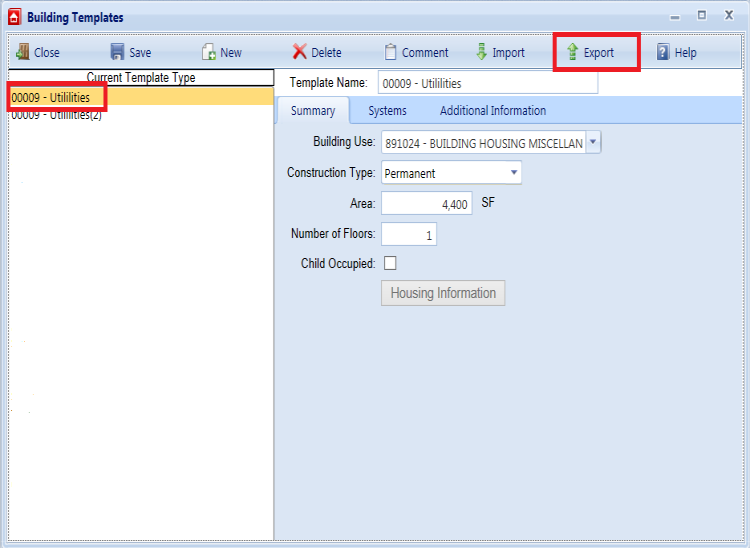 Building Templates
Close Save New Delete Comment Import Export Help
Current Template Type
00009 - Utililities
00009 - Utililities(2)
Template Name: 00009 - Utililities
Summary Systems Additional Information
Building Use: 891024 - BUILDING HOUSING MISCELLAN
Construction Type: Permanent
Area: 4,400 SF
Number of Floors: 1
Child Occupied:
Housing Information